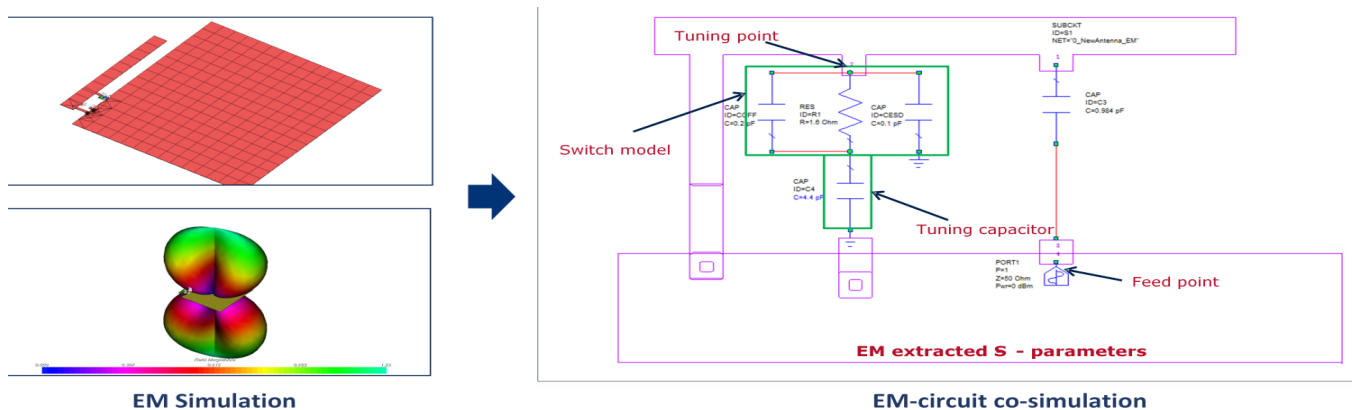 Tuning point
SUBCKT
ID=S1
NET="0_NewAntenna_EM"
1
CAP
ID=COFF
C=0.2 pF
RES
ID=R1
R=1.6 Ohm
CAP
ID=CESD
C=0.1 pF
CAP
ID=C3
C=0.984 pF
Switch model
CAP
ID=C4
C=4.4 pF
Tuning capacitor
4
PORT1
P=1
Z=50 Ohm
Pwr=0 dBm
Feed point
EM extracted S - parameters
EM Simulation
EM-circuit co-simulation